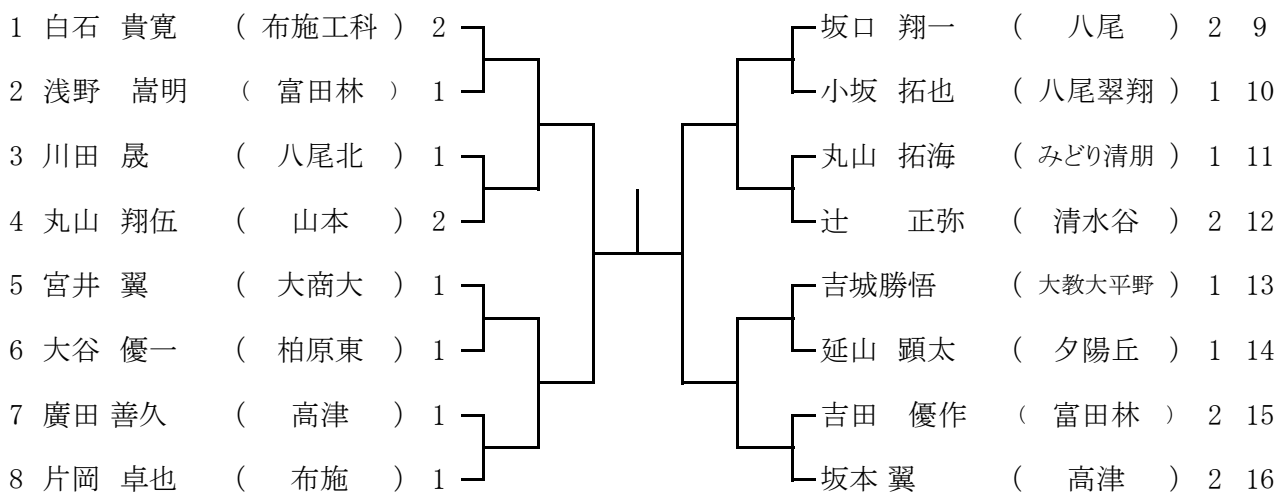 1 白石 貴寛 ( 布施工科 ) 2
2 浅野 嵩明 ( 富田林 ) 1
3 川田 晟 ( 八尾北 ) 1
4 丸山 翔伍 ( 山本 ) 2
5 宮井 翼 ( 大商大 ) 1
6 大谷 優一 ( 柏原東 ) 1
7 廣田 善久 ( 高津 ) 1
8 片岡 卓也 ( 布施 ) 1
坂口 翔一 ( 八尾 ) 2 9
小坂 拓也 ( 八尾翠翔 ) 1 10
丸山 拓海 ( みどり清朋 ) 1 11
辻 正弥 ( 清水谷 ) 2 12
吉城勝悟 ( 大教大平野 ) 1 13
延山 顕太 ( 夕陽丘 ) 1 14
吉田 優作 ( 富田林 ) 2 15
坂本 翼 ( 高津 ) 2 16